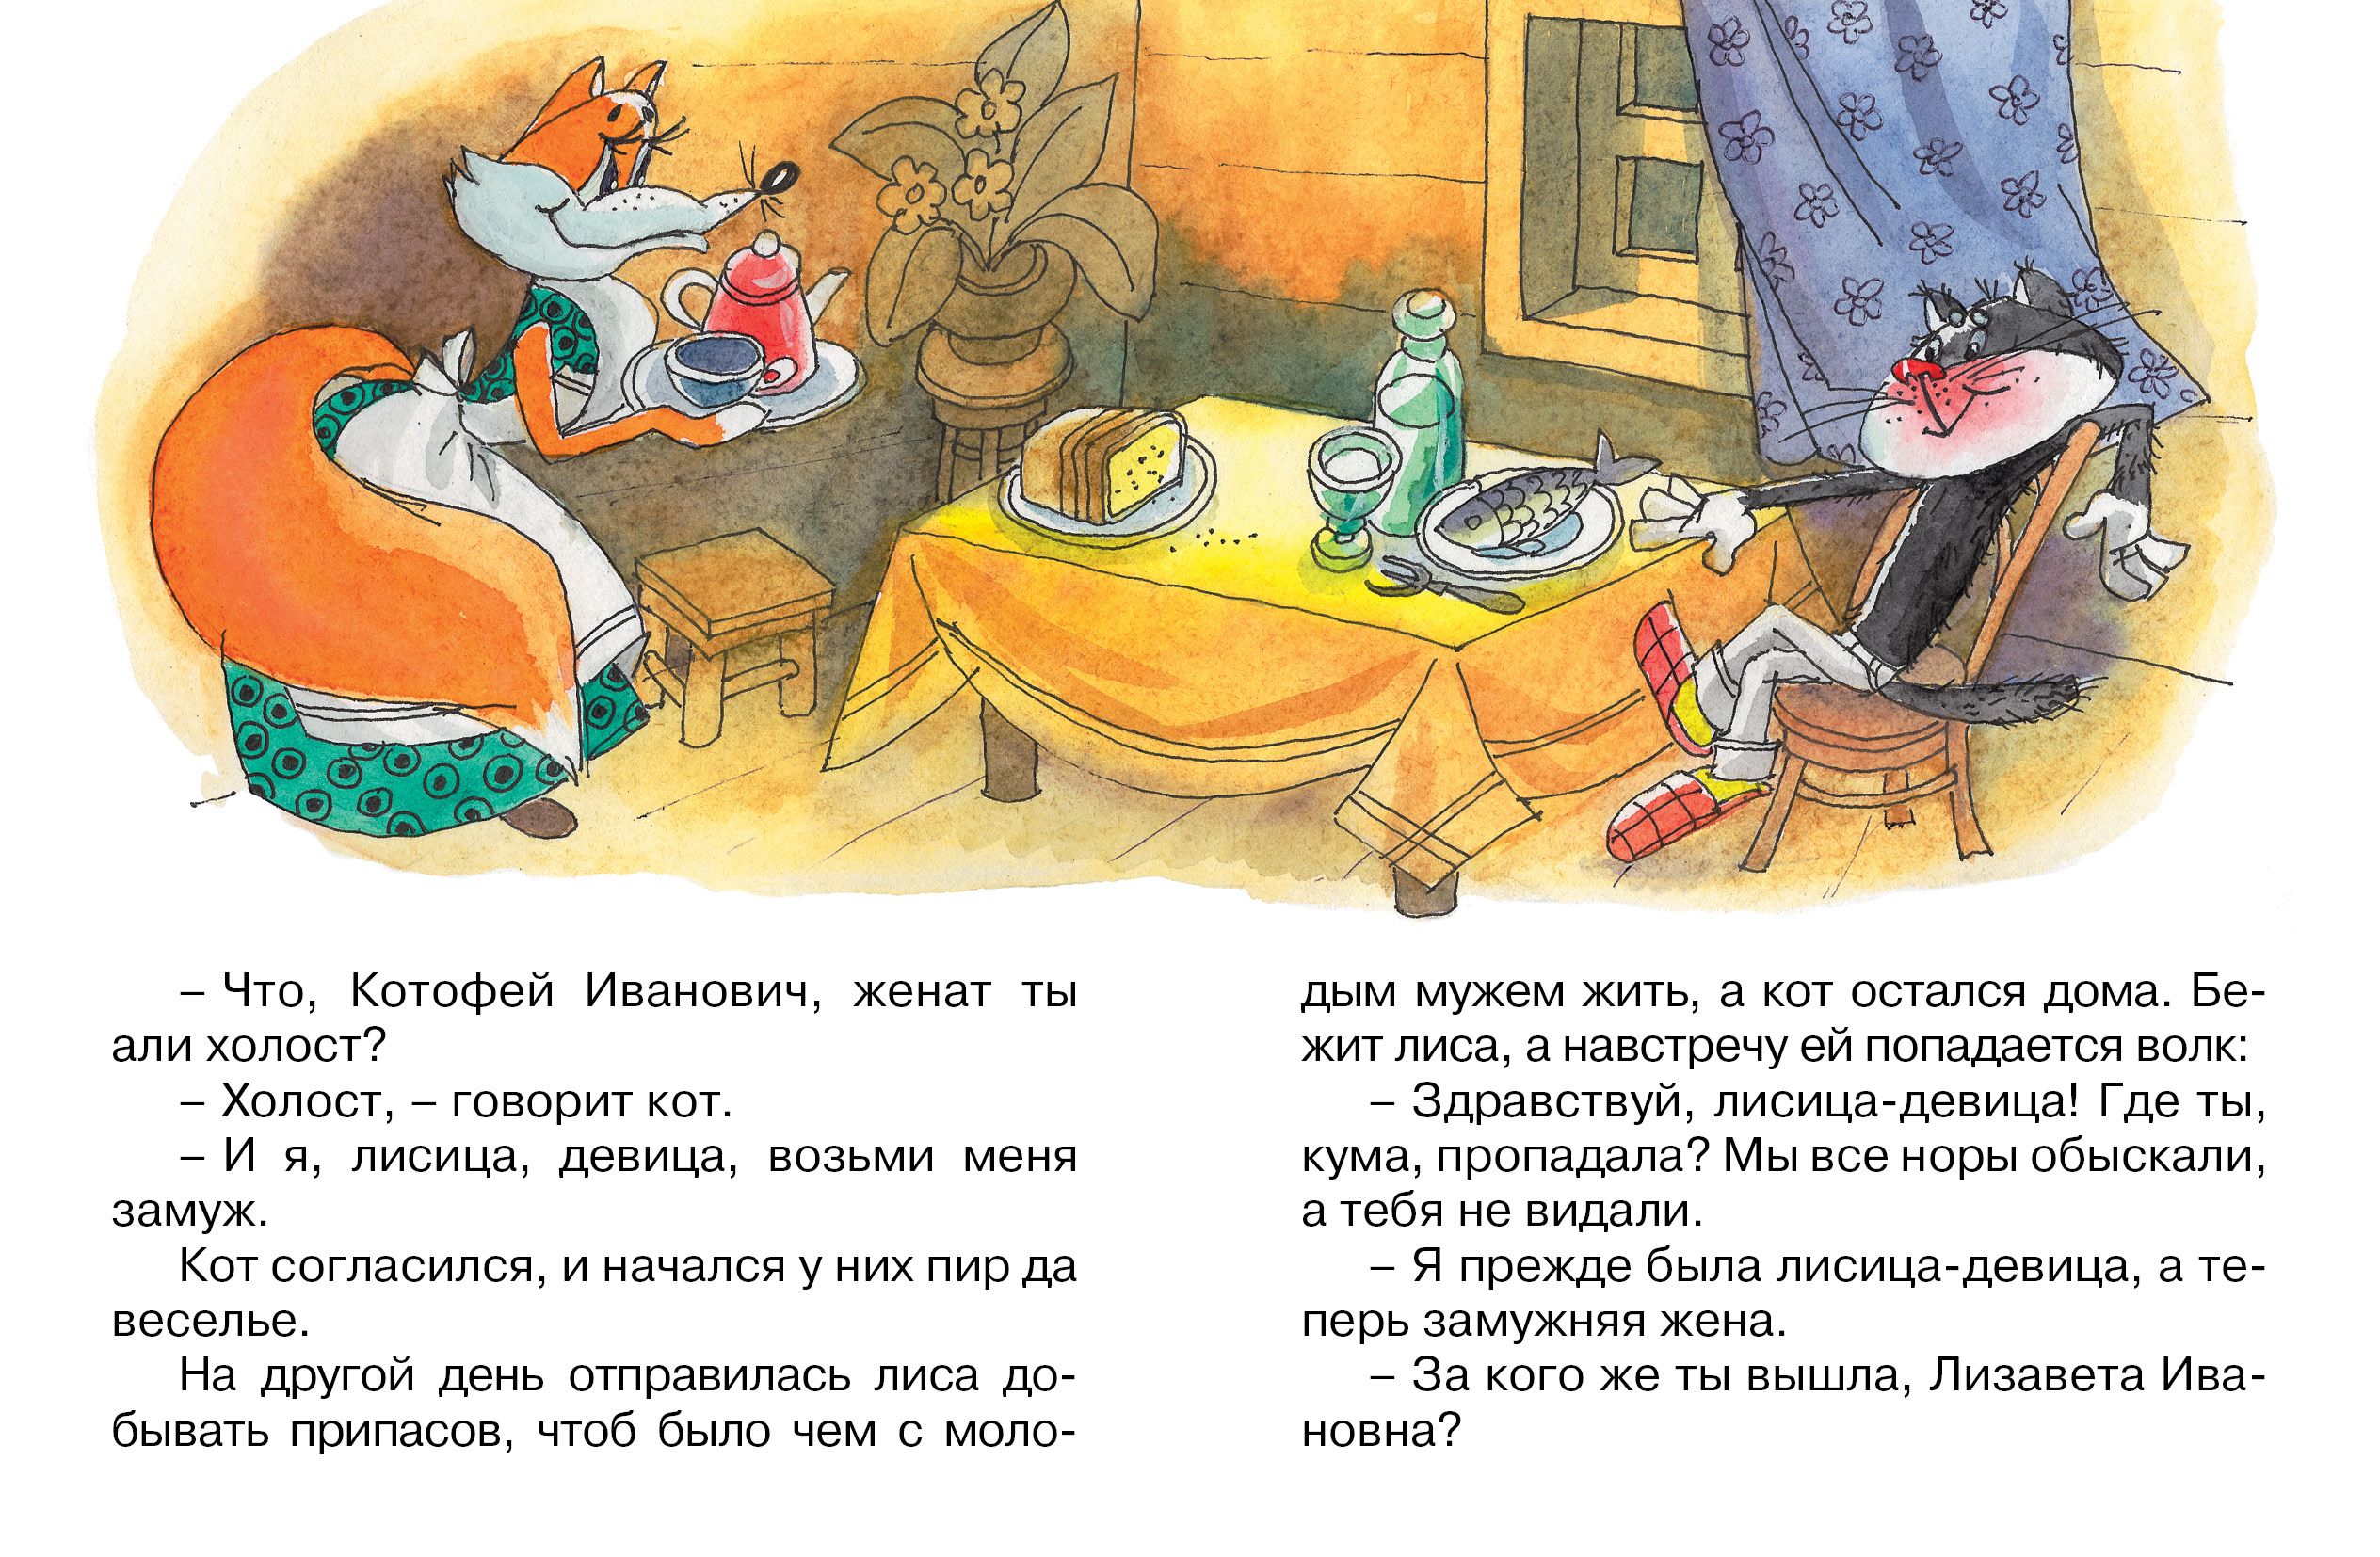 – Что, Котофей Иванович, женат ты
али холост?
– Холост, – говорит кот.
– И я, лисица, девица, возьми меня
замуж.
Кот согласился, и начался у них пир да
веселье.
На другой день отправилась лиса до-
бывать припасов, чтоб было чем с моло-
дым мужем жить, а кот остался дома. Бе-
жит лиса, а навстречу ей попадается волк:
– Здравствуй, лисица-девица! Где ты,
кума, пропадала? Мы все норы обыскали,
а тебя не видали.
– Я прежде была лисица-девица, а те-
перь замужняя жена.
– За кого же ты вышла, Лизавета Ива-
новна?